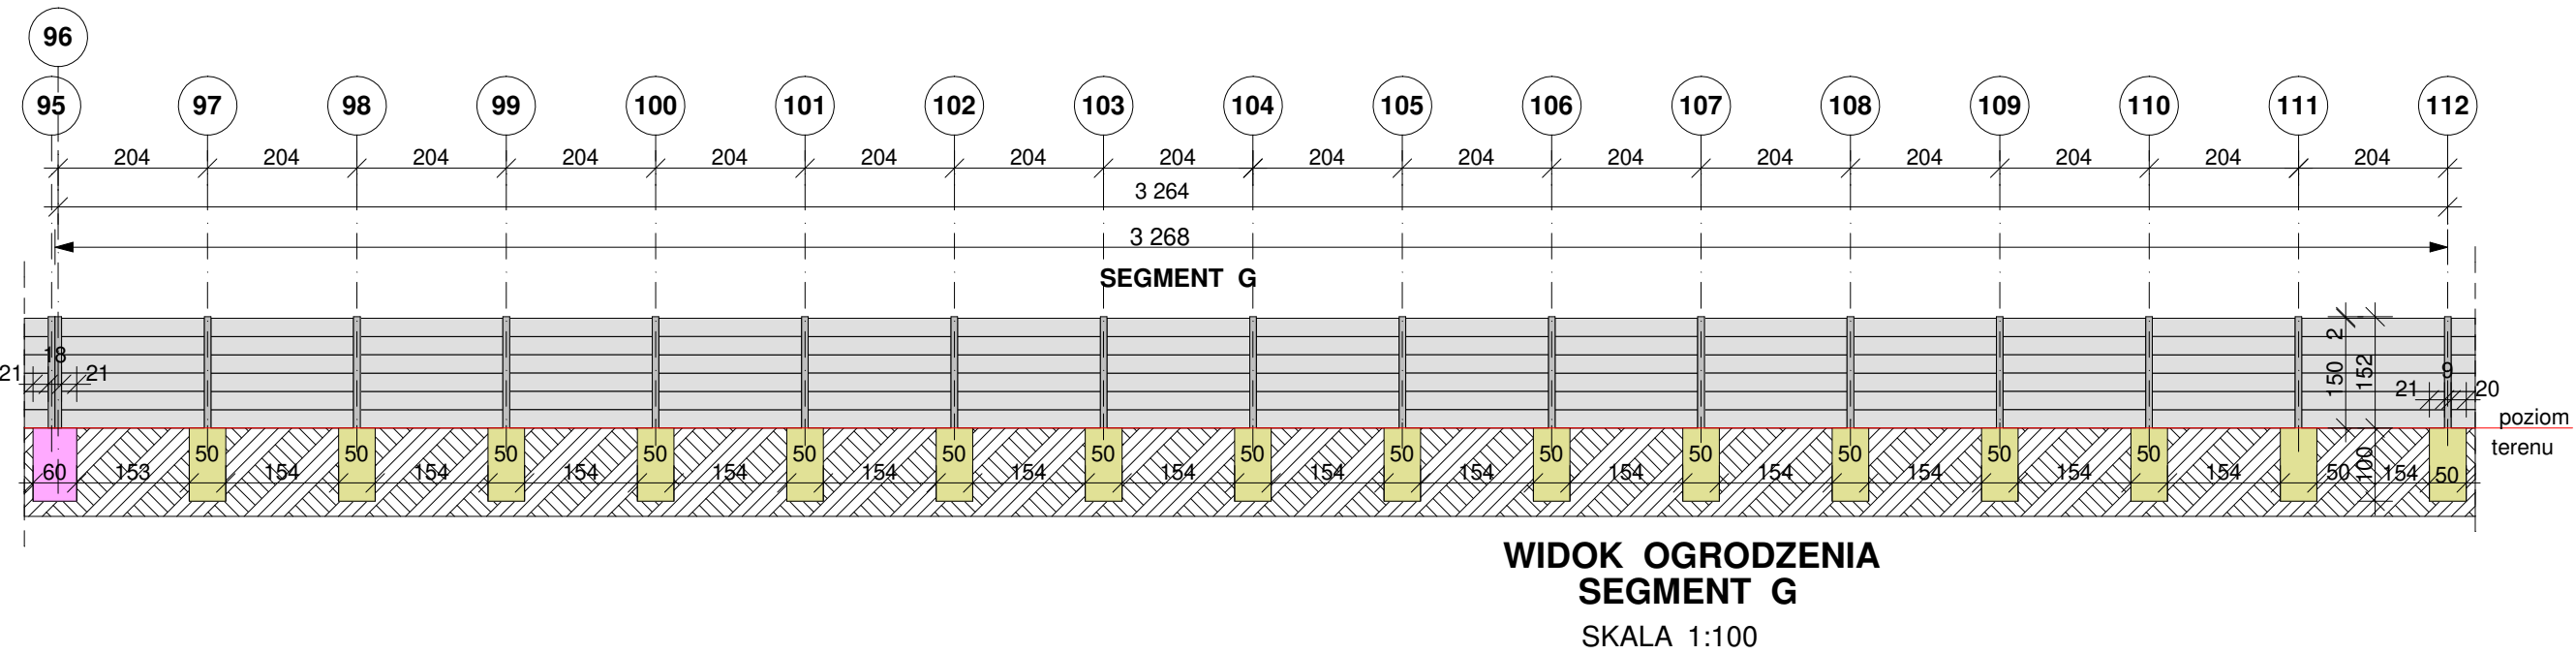 96
95 97 98 99 100 101 102 103 104 105 106 107 108 109 110 111 112
204 204 204 204 204 204 204 204 204 204 204 204 204 204 204 204
3 264
3 268
SEGMENT G
2
18
150 152
21 21
9
21 20
poziom
terenu
50 50 50 50 50 50 50 50 50 50 50 50 50 50
60 153 154 154 154 154 154 154 154 154 154 154 154 154 154 154 50 100 154 50
WIDOK OGRODZENIA
SEGMENT G
SKALA 1:100